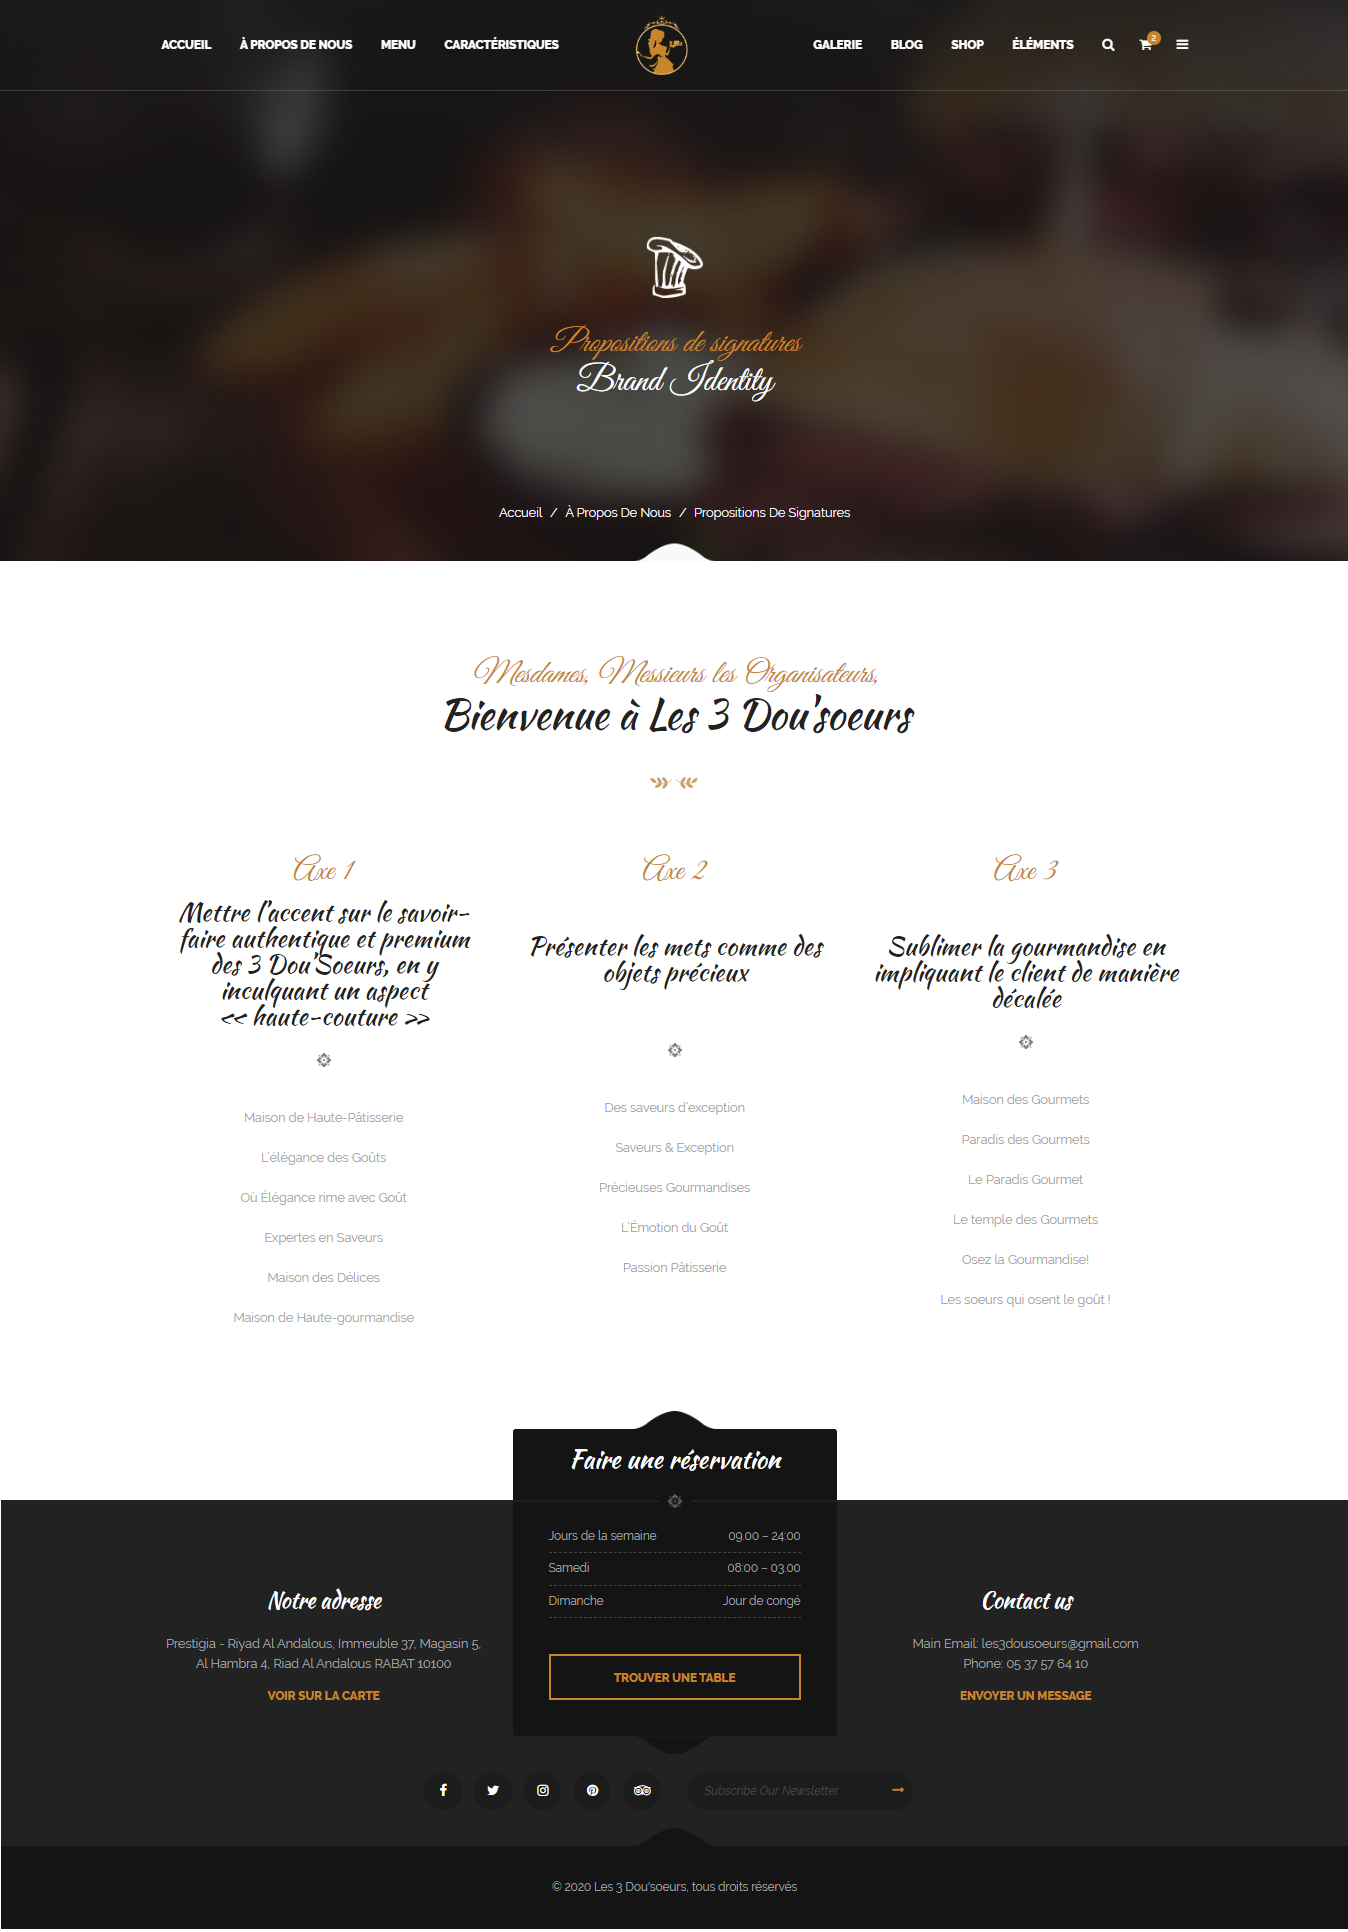 ACCUEIL À PROPOS DE NOUS MENU CARACTÉRISTIQUES GALERIE BLOG SHOP ÉLÉMENTS 2
Propositions de signatures
Brand Identity
Accueil / À Propos De Nous / Propositions De Signatures
Mesdames, Messieurs les Organisateurs,
Bienvenue à Les 3 Dou'soeurs
Axe 1
Mettre l'accent sur le savoir-
faire authentique et premium
des 3 Dou'Soeurs, en y
inculquant un aspect
<< haute-couture >>
Maison de Haute-Pâtisserie
L'élégance des Goûts
Où Élégance rime avec Goût
Expertes en Saveurs
Maison des Délices
Maison de Haute-gourmandise
Axe 2
Présenter les mets comme des
objets précieux
Des saveurs d'exception
Saveurs & Exception
Précieuses Gourmandises
L'Émotion du Goût
Passion Pâtisserie
Axe 3
Sublimer la gourmandise en
impliquant le client de manière
décalée
Maison des Gourmets
Paradis des Gourmets
Le Paradis Gourmet
Le temple des Gourmets
Osez la Gourmandise!
Les soeurs qui osent le goût !
Notre adresse
Prestigia - Riyad Al Andalous, Immeuble 37, Magasin 5,
Al Hambra 4, Riad Al Andalous RABAT 10100
VOIR SUR LA CARTE
Faire une réservation
Jours de la semaine 09.00 – 24:00
Samedi 08:00 – 03.00
Dimanche Jour de congé
TROUVER UNE TABLE
Contact us
Main Email: les3dousoeurs@gmail.com
Phone: 05 37 57 64 10
ENVOYER UN MESSAGE
Subscribe Our Newsletter
© 2020 Les 3 Dou'soeurs, tous droits réservés